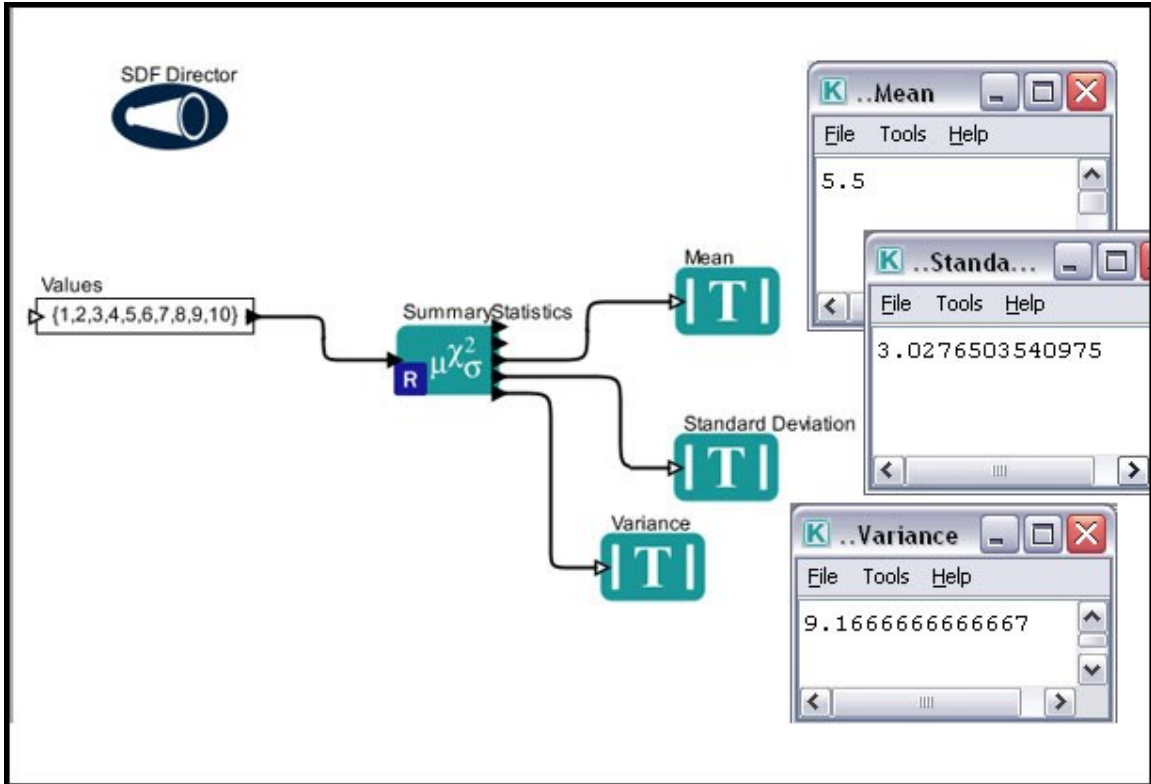 SDF Director
Values
{1,2,3,4,5,6,7,8,9,10}
SummaryStatistics
μχ²σ
R
Mean
T
Standard Deviation
T
Variance
T
K ..Mean
File Tools Help
5.5
K ..Standa...
File Tools Help
3.0276503540975
K ..Variance
File Tools Help
9.1666666666667